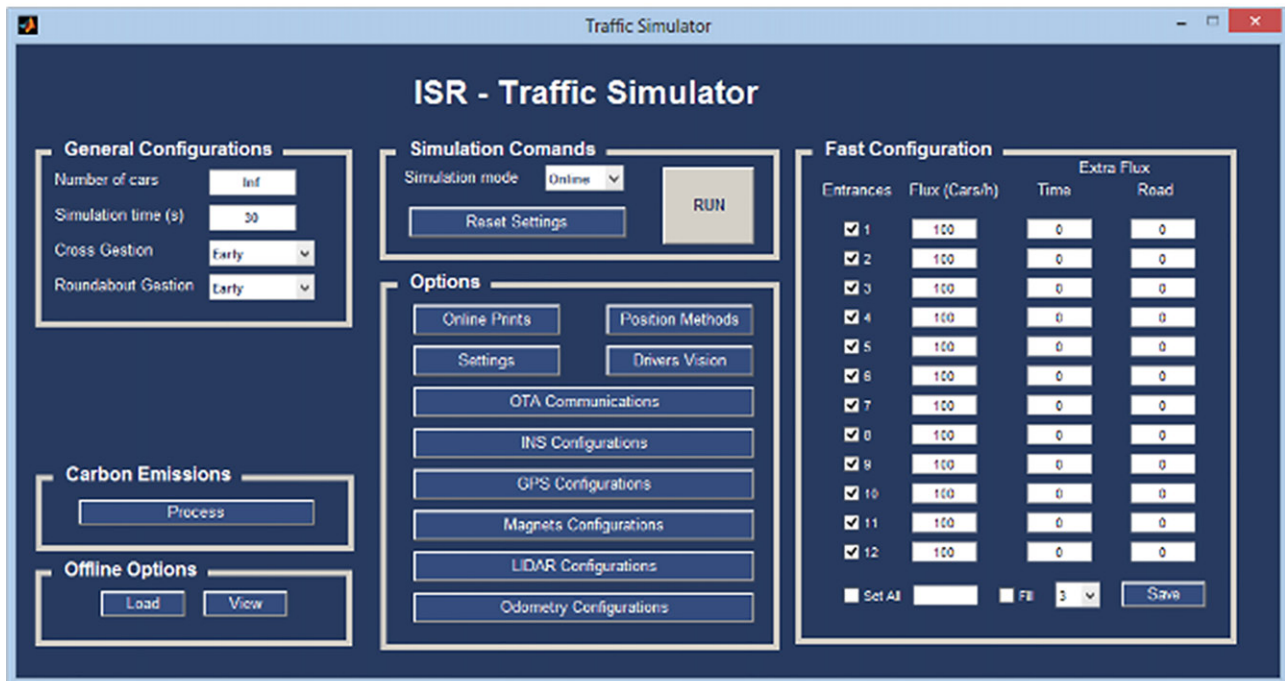 Traffic Simulator
ISR - Traffic Simulator
General Configurations
Number of cars Inf
Simulation time (s) 30
Cross Gestion Early
Roundabout Gestion Early
Carbon Emissions
Process
Offline Options
Load View
Simulation Comands
Simulation mode Online
Reset Settings
RUN
Options
Online Prints Position Methods
Settings Drivers Vision
OTA Communications
INS Configurations
GPS Configurations
Magnets Configurations
LIDAR Configurations
Odometry Configurations
Fast Configuration
Extra Flux
Entrances Flux (Cars/h) Time Road
1 100 0 0
2 100 0 0
3 100 0 0
4 100 0 0
5 100 0 0
6 100 0 0
7 100 0 0
8 100 0 0
9 100 0 0
10 100 0 0
11 100 0 0
12 100 0 0
Set All Fill 3 Save